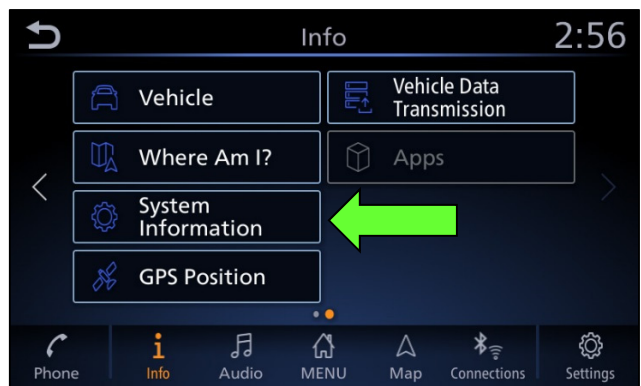 Info
2:56
Vehicle
Vehicle Data
Transmission
Where Am I?
Apps
System
Information
GPS Position
Phone
Info
Audio
MENU
Map
Connections
Settings